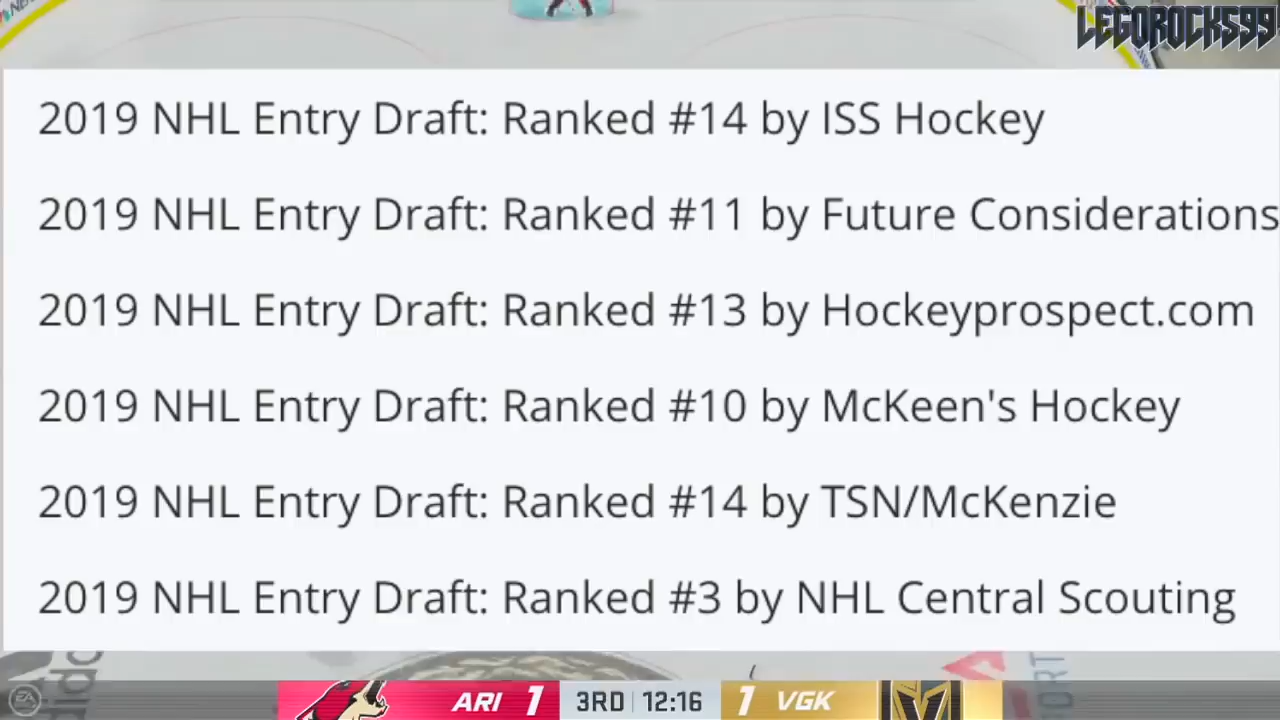 LEGOROCKS99
2019 NHL Entry Draft: Ranked #14 by ISS Hockey
2019 NHL Entry Draft: Ranked #11 by Future Considerations
2019 NHL Entry Draft: Ranked #13 by Hockeyprospect.com
2019 NHL Entry Draft: Ranked #10 by McKeen's Hockey
2019 NHL Entry Draft: Ranked #14 by TSN/McKenzie
2019 NHL Entry Draft: Ranked #3 by NHL Central Scouting
EA ARI 1 3RD 12:16 1 VGK